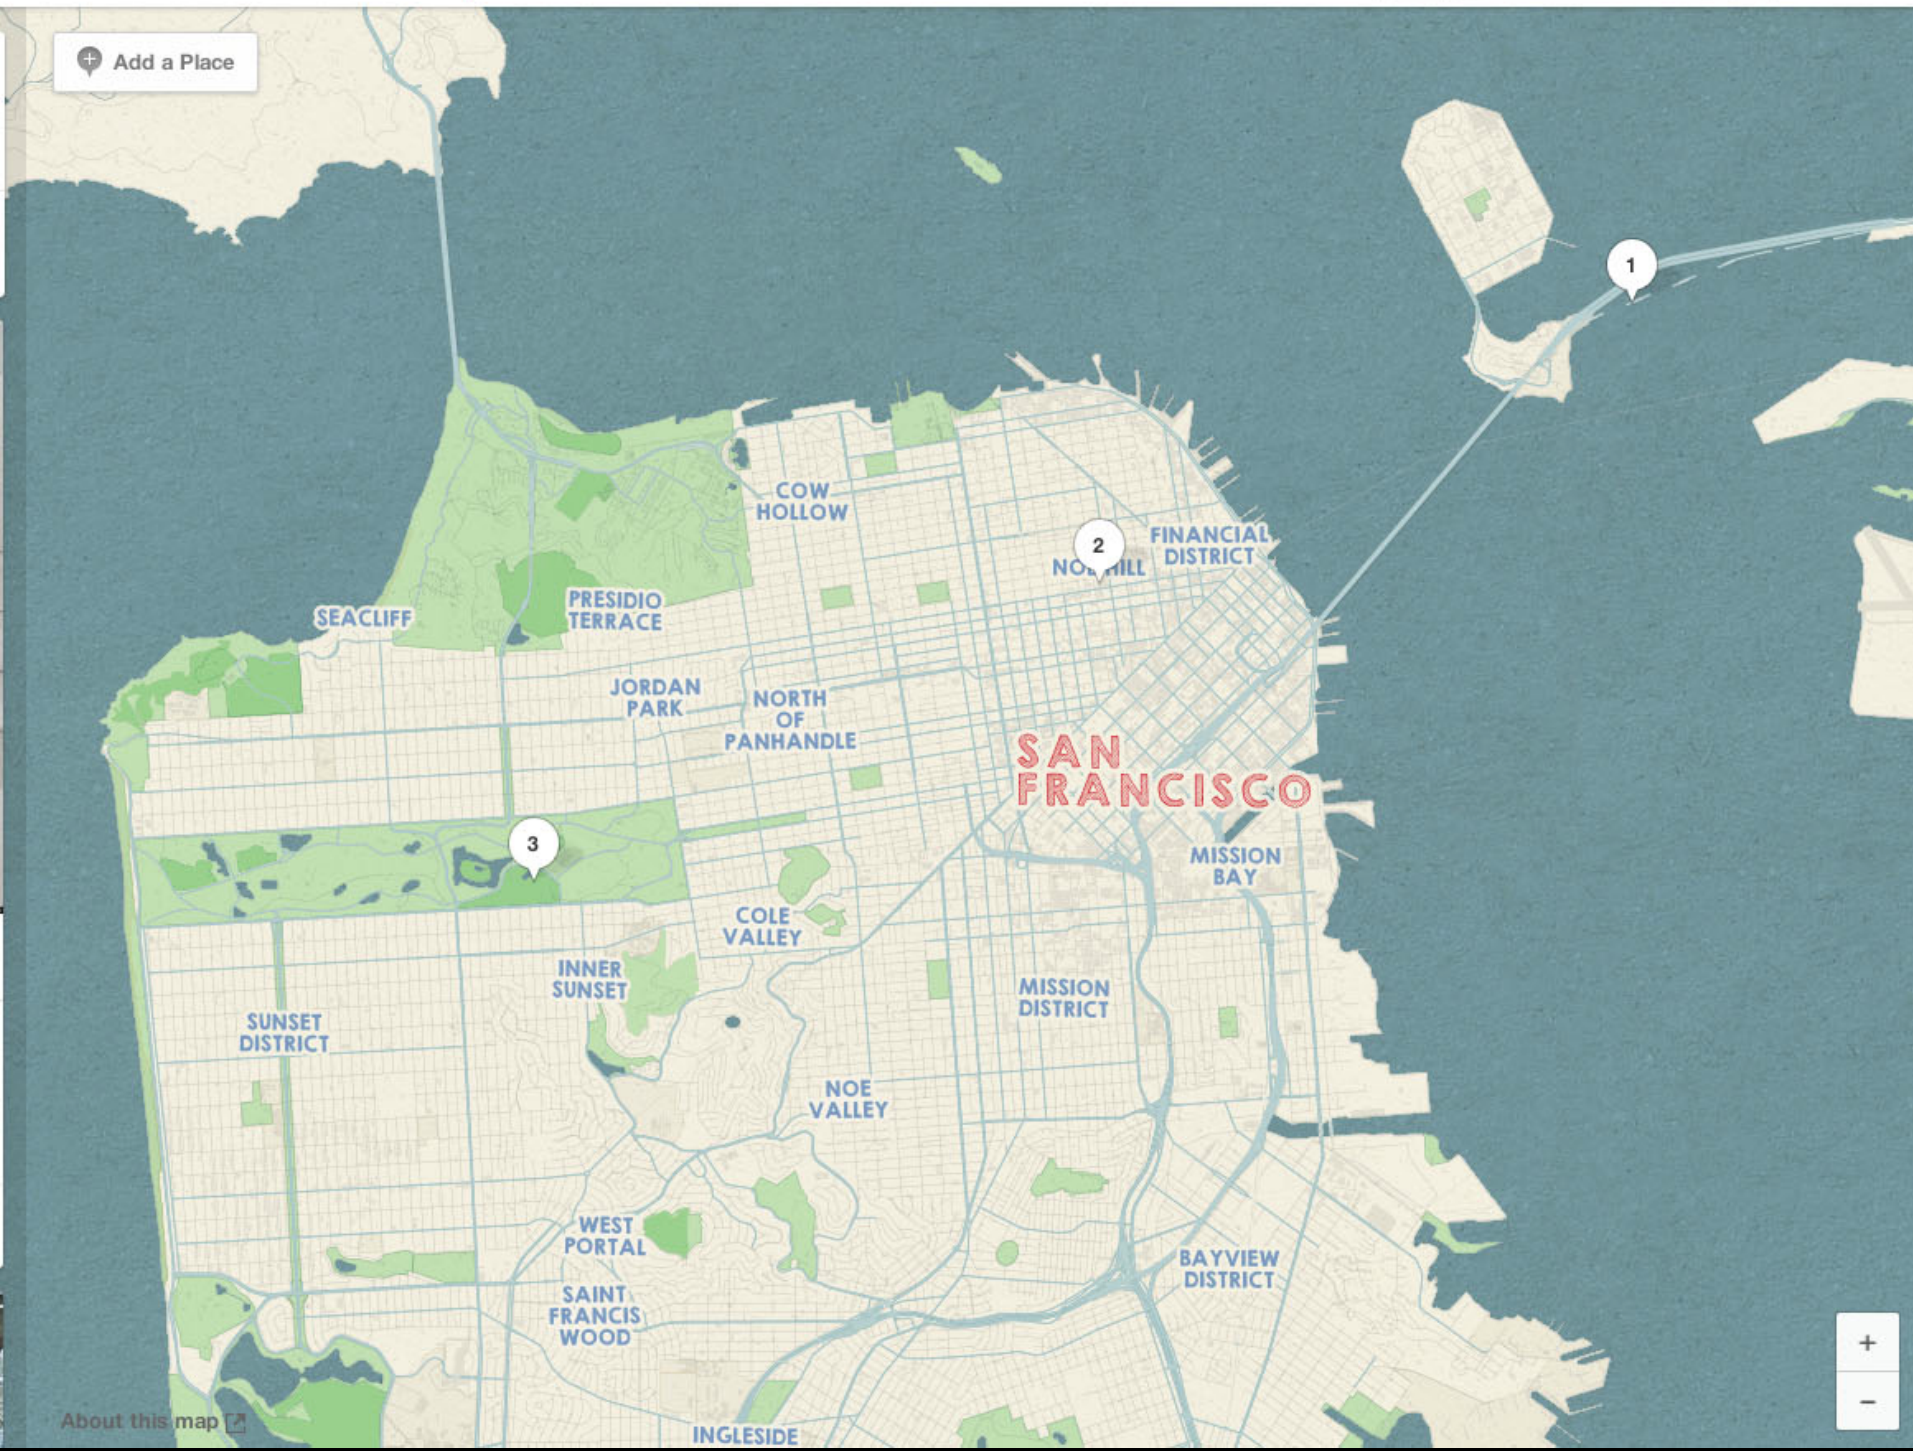 Add a Place
1
COW
HOLLOW
2
FINANCIAL
DISTRICT
NOB HILL
SEACLIFF
PRESIDIO
TERRACE
JORDAN
PARK
NORTH
OF
PANHANDLE
SAN
FRANCISCO
3
MISSION
BAY
COLE
VALLEY
INNER
SUNSET
MISSION
DISTRICT
SUNSET
DISTRICT
NOE
VALLEY
WEST
PORTAL
BAYVIEW
DISTRICT
SAINT
FRANCIS
WOOD
+
−
About this map
INGLESIDE